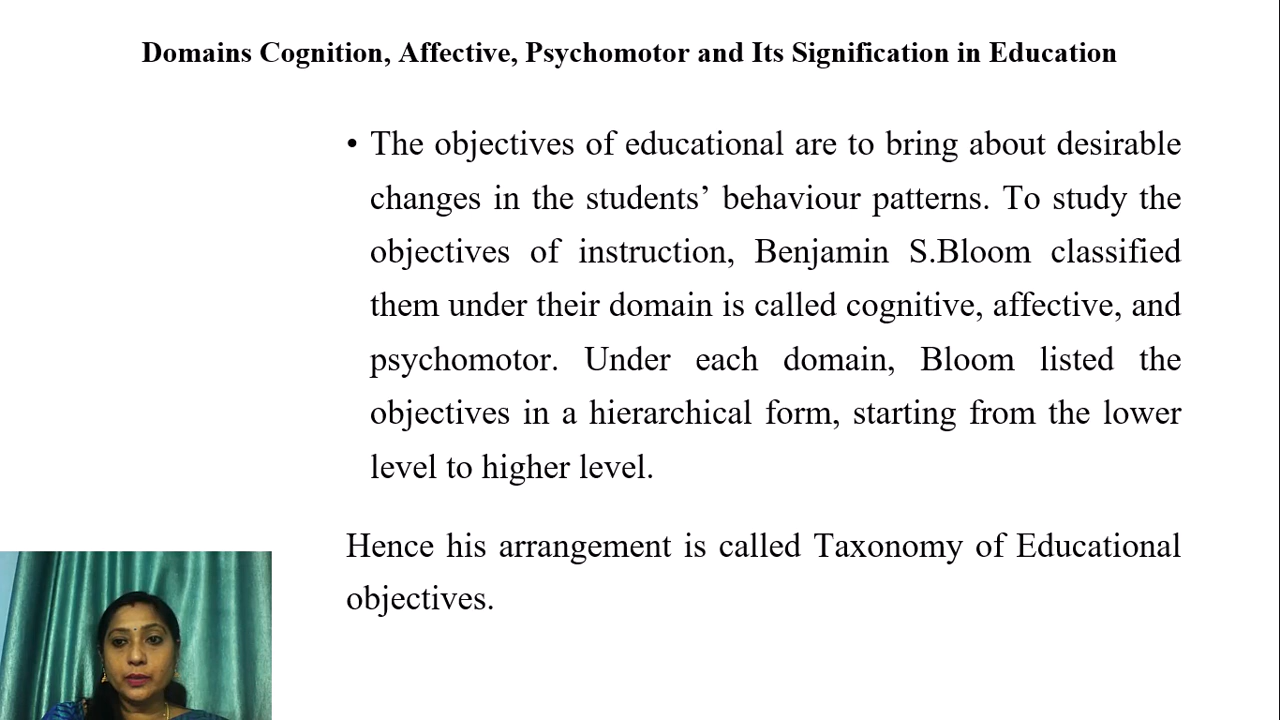 Domains Cognition, Affective, Psychomotor and Its Signification in Education
• The objectives of educational are to bring about desirable
changes in the students’ behaviour patterns. To study the
objectives of instruction, Benjamin S.Bloom classified
them under their domain is called cognitive, affective, and
psychomotor. Under each domain, Bloom listed the
objectives in a hierarchical form, starting from the lower
level to higher level.
Hence his arrangement is called Taxonomy of Educational
objectives.